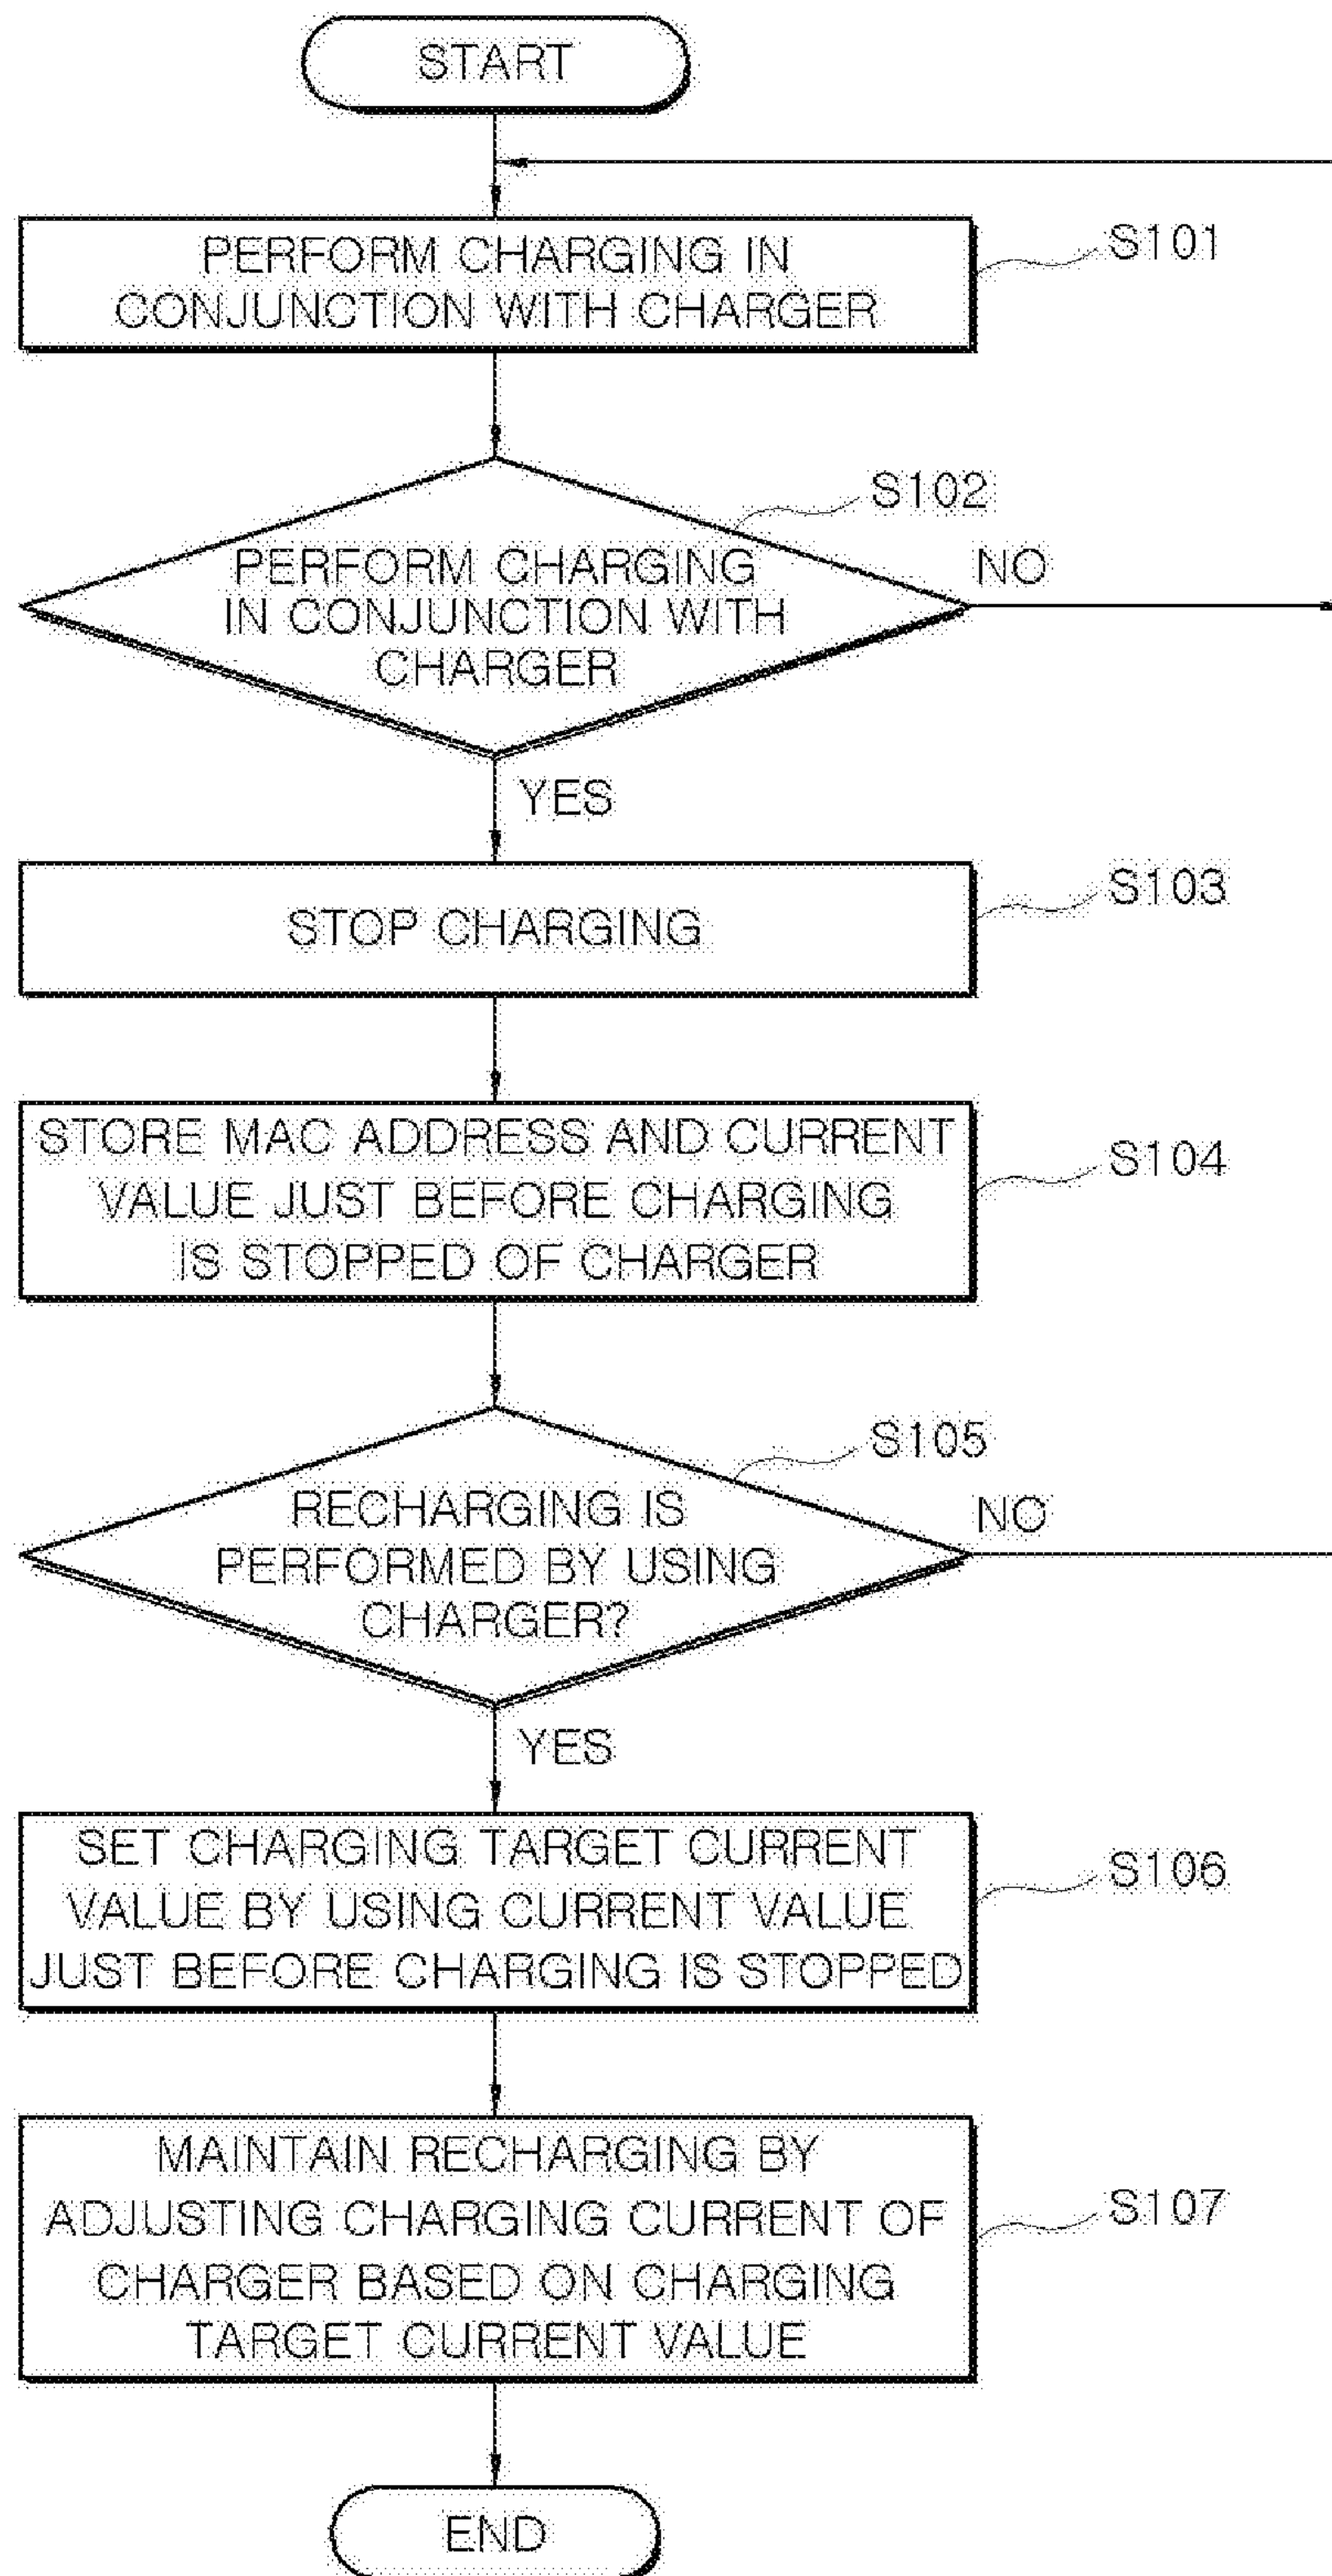 START
PERFORM CHARGING IN
CONJUNCTION WITH CHARGER
S101
S102
PERFORM CHARGING
IN CONJUNCTION WITH
CHARGER
NO
YES
STOP CHARGING
S103
STORE MAC ADDRESS AND CURRENT
VALUE JUST BEFORE CHARGING
IS STOPPED OF CHARGER
S104
S105
RECHARGING IS
PERFORMED BY USING
CHARGER?
NO
YES
SET CHARGING TARGET CURRENT
VALUE BY USING CURRENT VALUE
JUST BEFORE CHARGING IS STOPPED
S106
MAINTAIN RECHARGING BY
ADJUSTING CHARGING CURRENT OF
CHARGER BASED ON CHARGING
TARGET CURRENT VALUE
S107
END